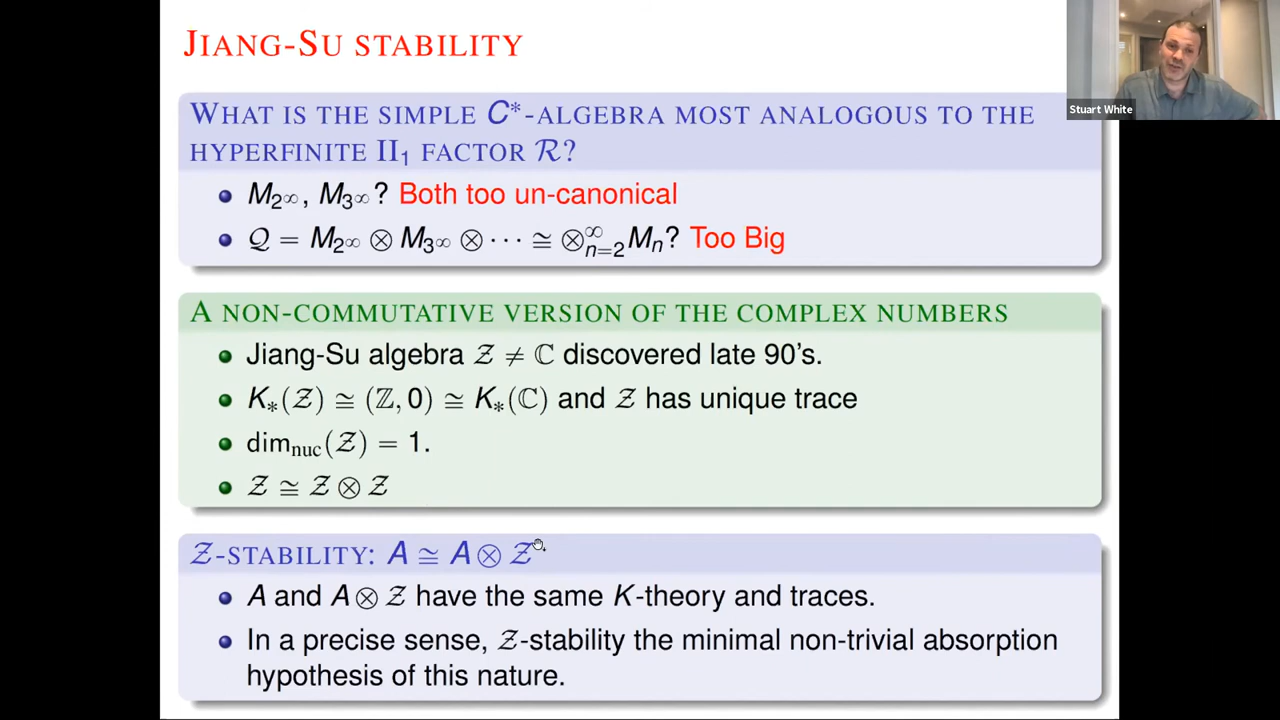 JIANG-SU STABILITY
Stuart White
WHAT IS THE SIMPLE C*-ALGEBRA MOST ANALOGOUS TO THE
HYPERFINITE II₁ FACTOR ℛ?
M₂∞, M₃∞? Both too un-canonical
𝒬 = M₂∞ ⊗ M₃∞ ⊗ ⋯ ≅ ⊗ₙ₌₂^∞ Mₙ? Too Big
A NON-COMMUTATIVE VERSION OF THE COMPLEX NUMBERS
Jiang-Su algebra 𝒵 ≠ ℂ discovered late 90's.
K∗(𝒵) ≅ (ℤ, 0) ≅ K∗(ℂ) and 𝒵 has unique trace
dim_nuc(𝒵) = 1.
𝒵 ≅ 𝒵 ⊗ 𝒵
𝒵-STABILITY: A ≅ A ⊗ 𝒵
A and A ⊗ 𝒵 have the same K-theory and traces.
In a precise sense, 𝒵-stability the minimal non-trivial absorption
hypothesis of this nature.